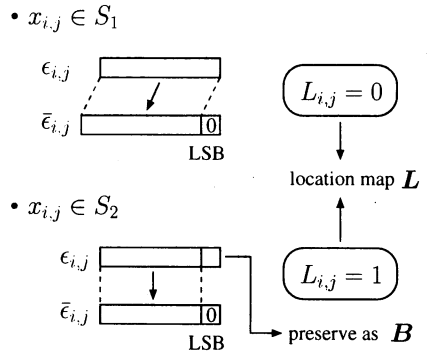 • x_{i,j} ∈ S_1
ϵ_{i,j}
L_{i,j} = 0
ϵ̄_{i,j}
0
LSB
location map L
• x_{i,j} ∈ S_2
ϵ_{i,j}
L_{i,j} = 1
ϵ̄_{i,j}
0
LSB
preserve as B